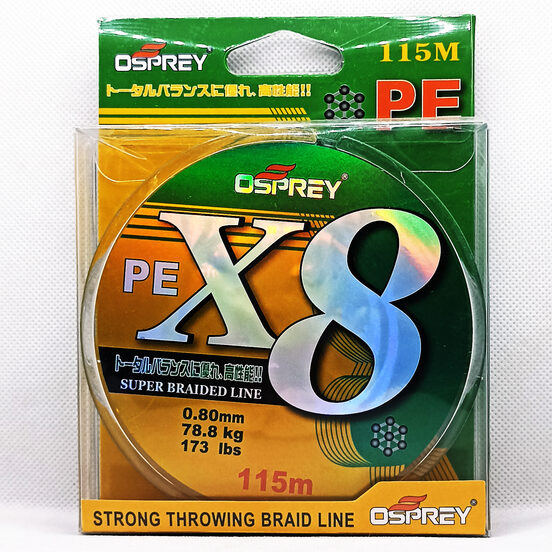 OSPREY®
115M
トータルバランスに優れ、高性能!!
PE
OSPREY®
PE X8
トータルバランスに優れ、高性能!!
SUPER BRAIDED LINE
0.80mm
78.8 kg
173 lbs
115m
STRONG THROWING BRAID LINE
OSPREY®